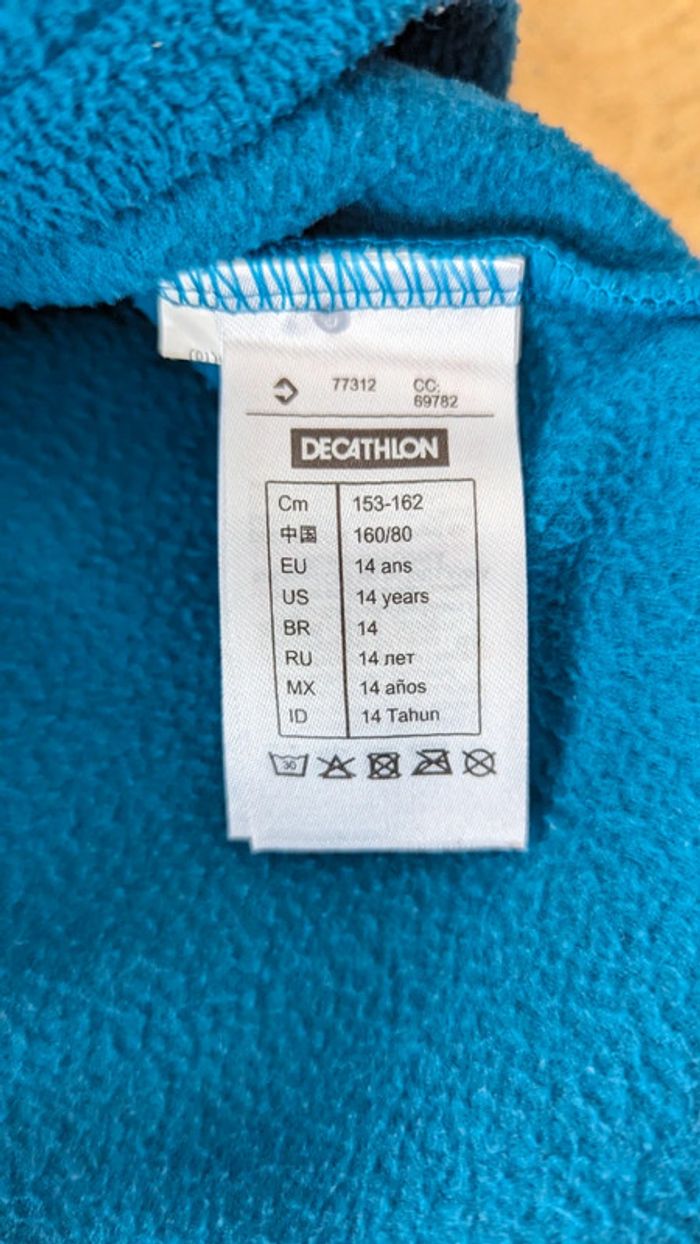 77312 CC:
69782
DECATHLON
Cm 153-162
中国 160/80
EU 14 ans
US 14 years
BR 14
RU 14 лет
MX 14 años
ID 14 Tahun
30